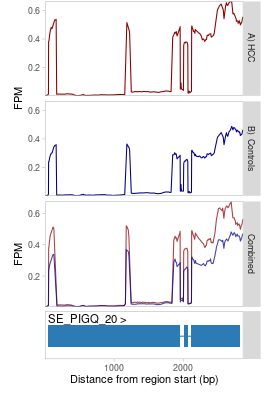 0.6
0.4
0.2
A) HCC
FPM
0.6
0.4
0.2
B) Controls
0.6
0.4
0.2
FPM
Combined
SE_PIGQ_20 >
1000
2000
Distance from region start (bp)